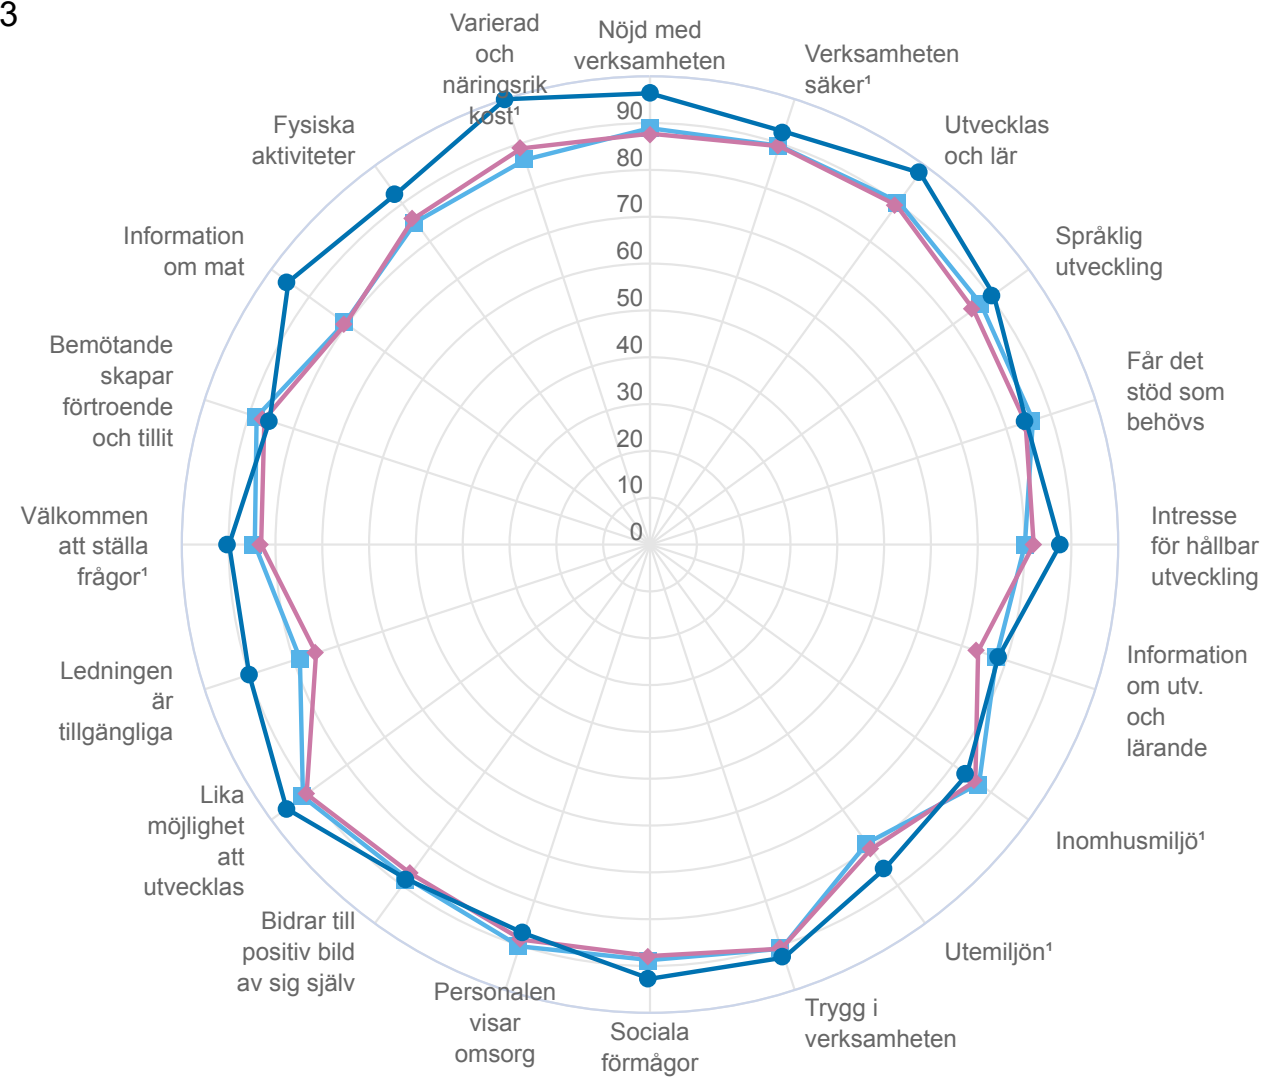 3
Nöjd med
verksamheten
Verksamheten
säker¹
Utvecklas
och lär
Språklig
utveckling
Får det
stöd som
behövs
Intresse
för hållbar
utveckling
Information
om utv.
och
lärande
Inomhusmiljö¹
Utemiljön¹
Trygg i
verksamheten
Sociala
förmågor
Personalen
visar
omsorg
Bidrar till
positiv bild
av sig själv
Lika
möjlighet
att
utvecklas
Ledningen
är
tillgängliga
Välkommen
att ställa
frågor¹
Bemötande
skapar
förtroende
och tillit
Information
om mat
Fysiska
aktiviteter
Varierad
och
näringsrik
kost¹
90
80
70
60
50
40
30
20
10
0